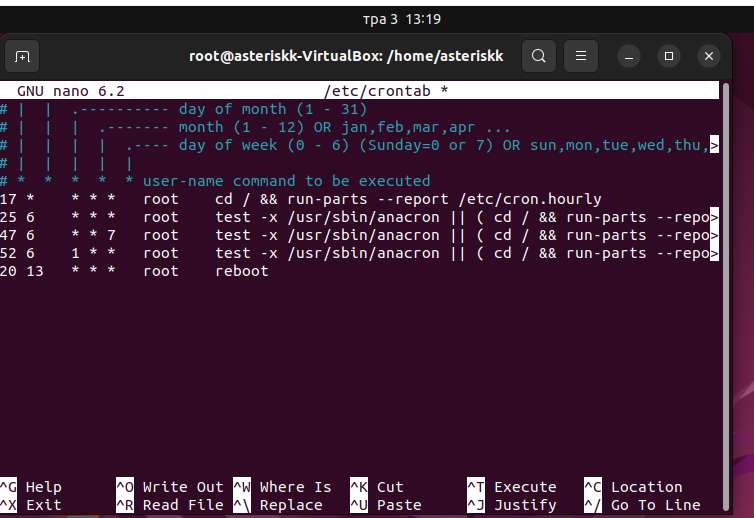 тра 3 13:19
root@asteriskk-VirtualBox: /home/asteriskk
GNU nano 6.2 /etc/crontab *
# | | .---------- day of month (1 - 31)
# | | | .------- month (1 - 12) OR jan,feb,mar,apr ...
# | | | | .---- day of week (0 - 6) (Sunday=0 or 7) OR sun,mon,tue,wed,thu,>
# | | | | |
# * * * * * user-name command to be executed
17 * * * * root cd / && run-parts --report /etc/cron.hourly
25 6 * * * root test -x /usr/sbin/anacron || ( cd / && run-parts --repo>
47 6 * * 7 root test -x /usr/sbin/anacron || ( cd / && run-parts --repo>
52 6 1 * * root test -x /usr/sbin/anacron || ( cd / && run-parts --repo>
20 13 * * * root reboot
^G Help ^O Write Out ^W Where Is ^K Cut ^T Execute ^C Location
^X Exit ^R Read File ^\ Replace ^U Paste ^J Justify ^/ Go To Line